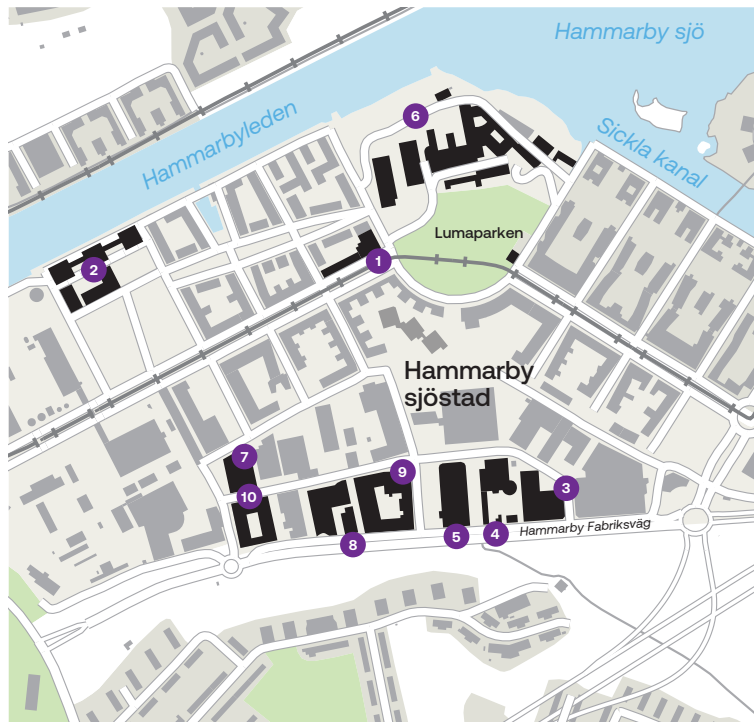 Hammarby sjö
6
Hammarbyleden
Sickla kanal
Lumaparken
1
2
Hammarby
sjöstad
7
9
3
10
5
4
8
Hammarby Fabriksväg